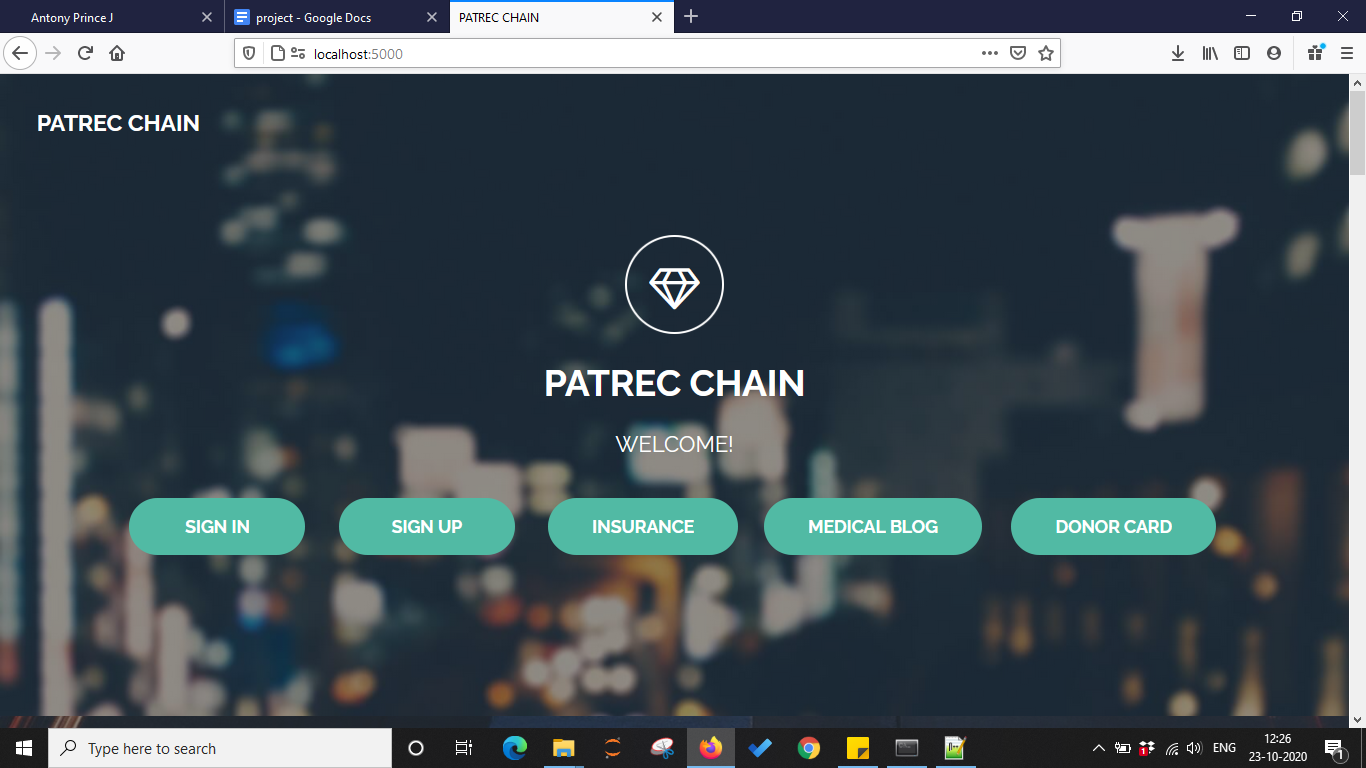 Antony Prince J
project - Google Docs
PATREC CHAIN
localhost:5000
PATREC CHAIN
PATREC CHAIN
WELCOME!
SIGN IN SIGN UP INSURANCE MEDICAL BLOG DONOR CARD
Type here to search
ENG
12:26
23-10-2020
1